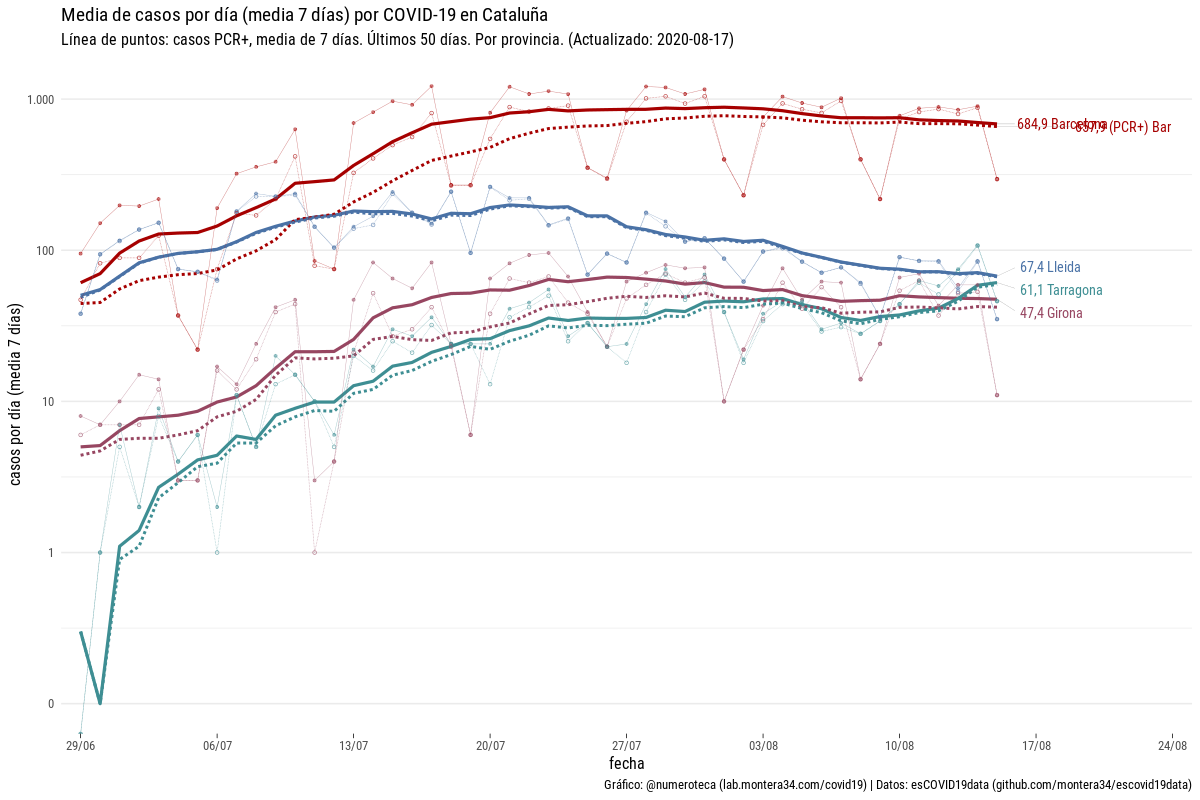 Media de casos por día (media 7 días) por COVID-19 en Cataluña
Línea de puntos: casos PCR+, media de 7 días. Últimos 50 días. Por provincia. (Actualizado: 2020-08-17)
casos por día (media 7 días)
1.000
100
10
1
0
684,9 Barcelona
657,9 (PCR+) Bar
67,4 Lleida
61,1 Tarragona
47,4 Girona
29/06
06/07
13/07
20/07
27/07
03/08
10/08
17/08
24/08
fecha
Gráfico: @numeroteca (lab.montera34.com/covid19) | Datos: esCOVID19data (github.com/montera34/escovid19data)